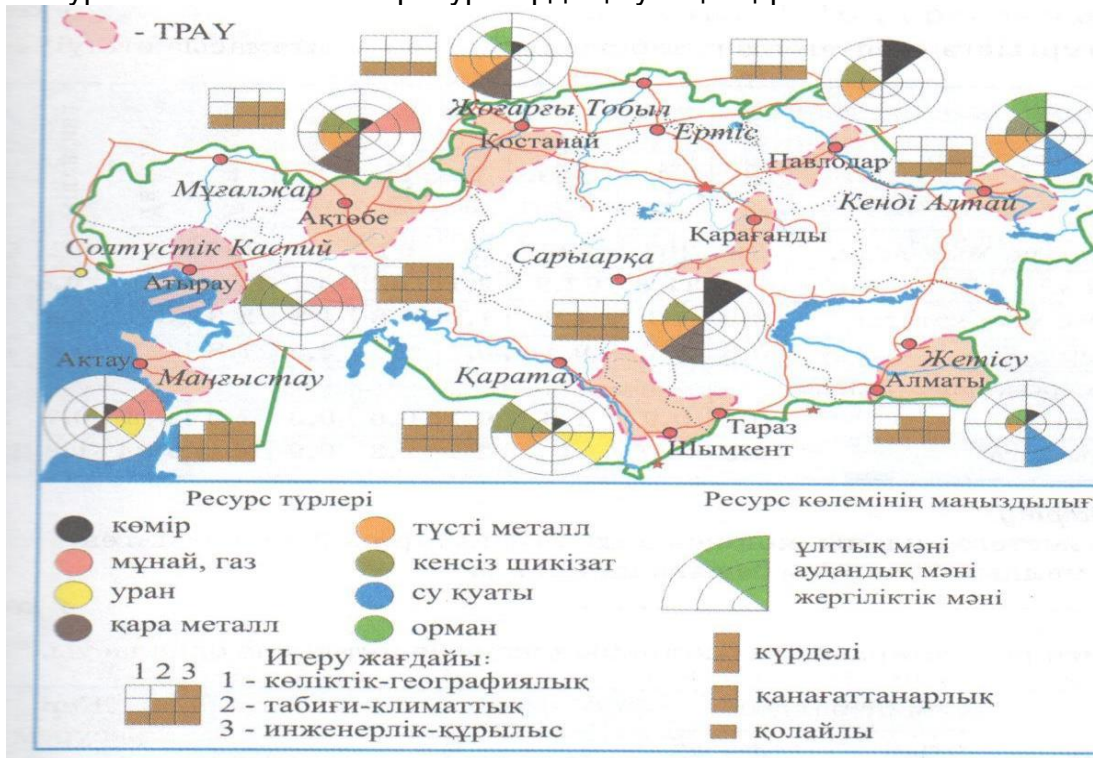 - ТРАУ
Жоғарғы Тобыл
Қостанай
Ертіс
Павлодар
Кенді Алтай
Мұғалжар
Ақтөбе
Қарағанды
Солтүстік Каспий
Атырау
Сарыарқа
Ақтау
Маңғыстау
Қаратау
Жетісу
Алматы
Тараз
Шымкент
Ресурс түрлері
көмір
мұнай, газ
уран
қара металл
түсті металл
кенсіз шикізат
су қуаты
орман
Ресурс көлемінің маңыздылығ
ұлттық мәні
аудандық мәні
жергіліктік мәні
1 2 3
Игеру жағдайы:
1 - көліктік-географиялық
2 - табиғи-климаттық
3 - инженерлік-құрылыс
күрделі
қанағаттанарлық
қолайлы